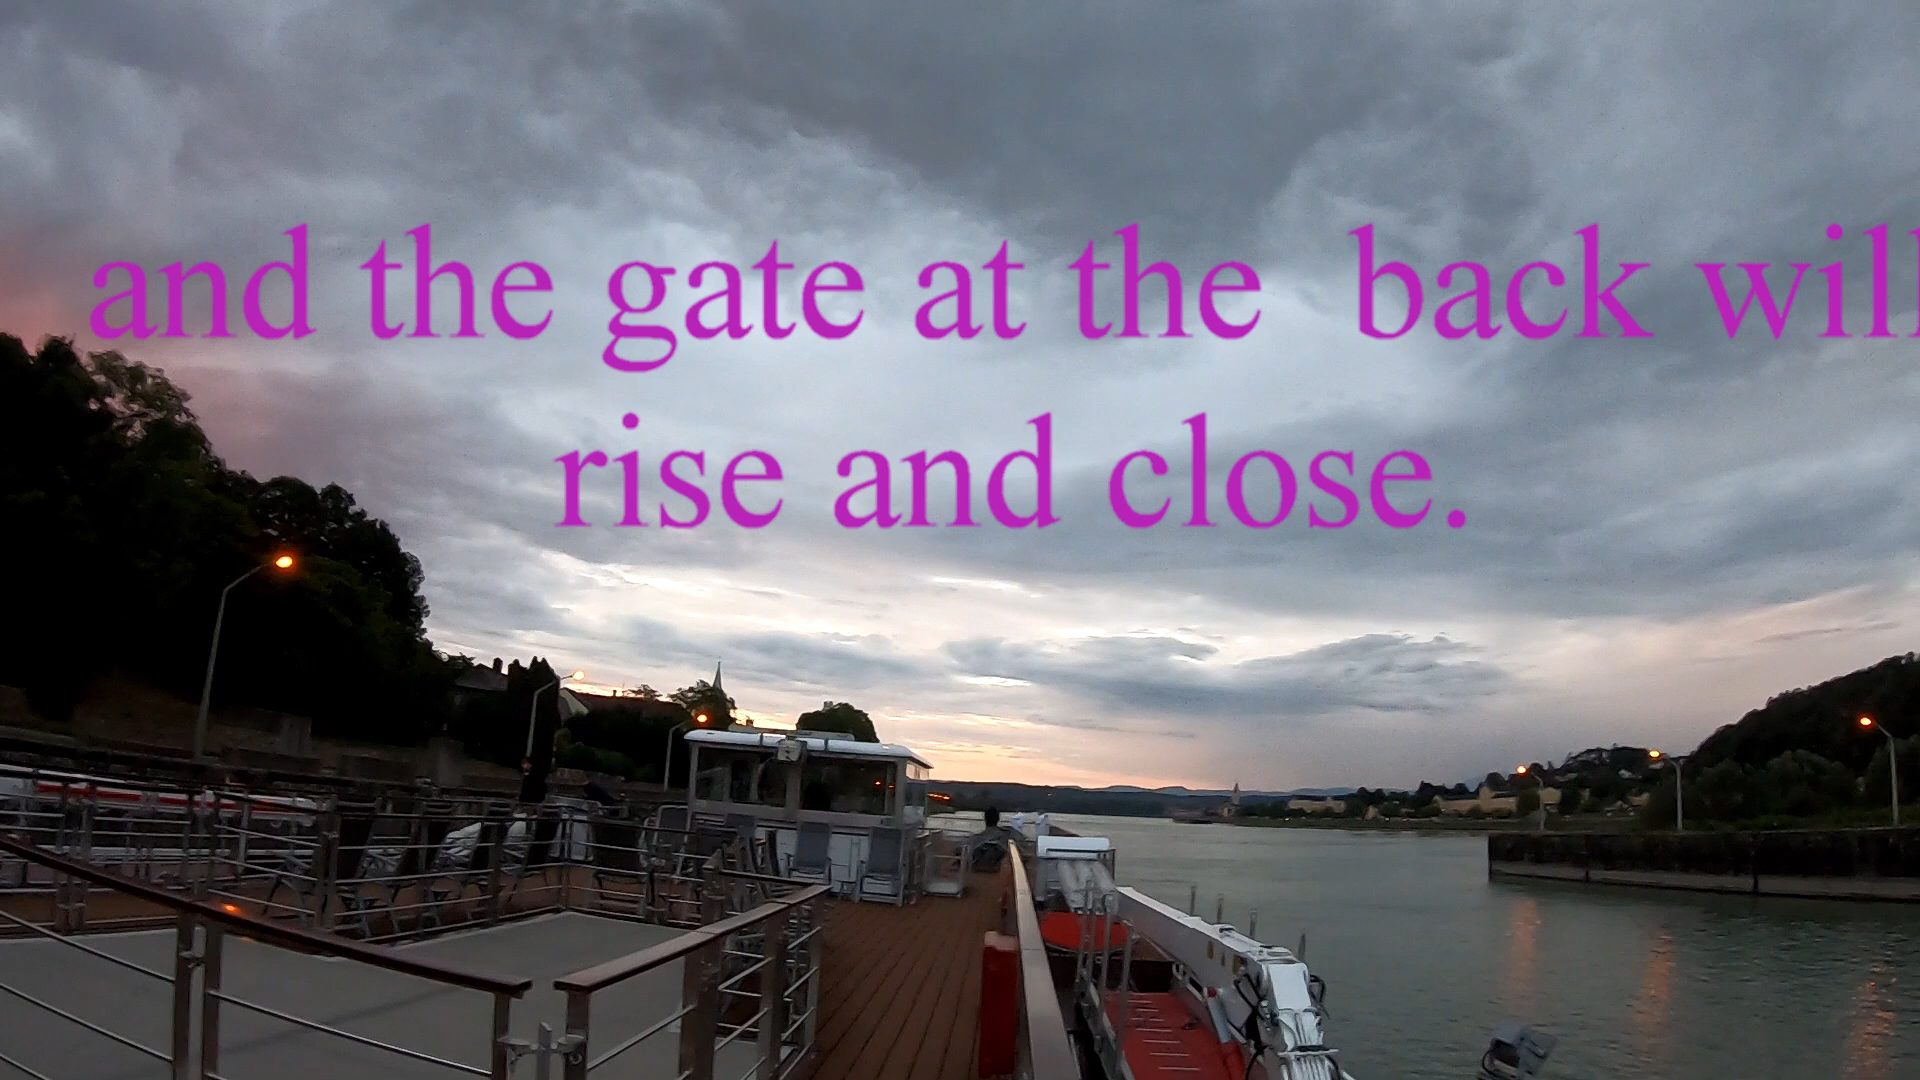 and the gate at the  back will
rise and close.